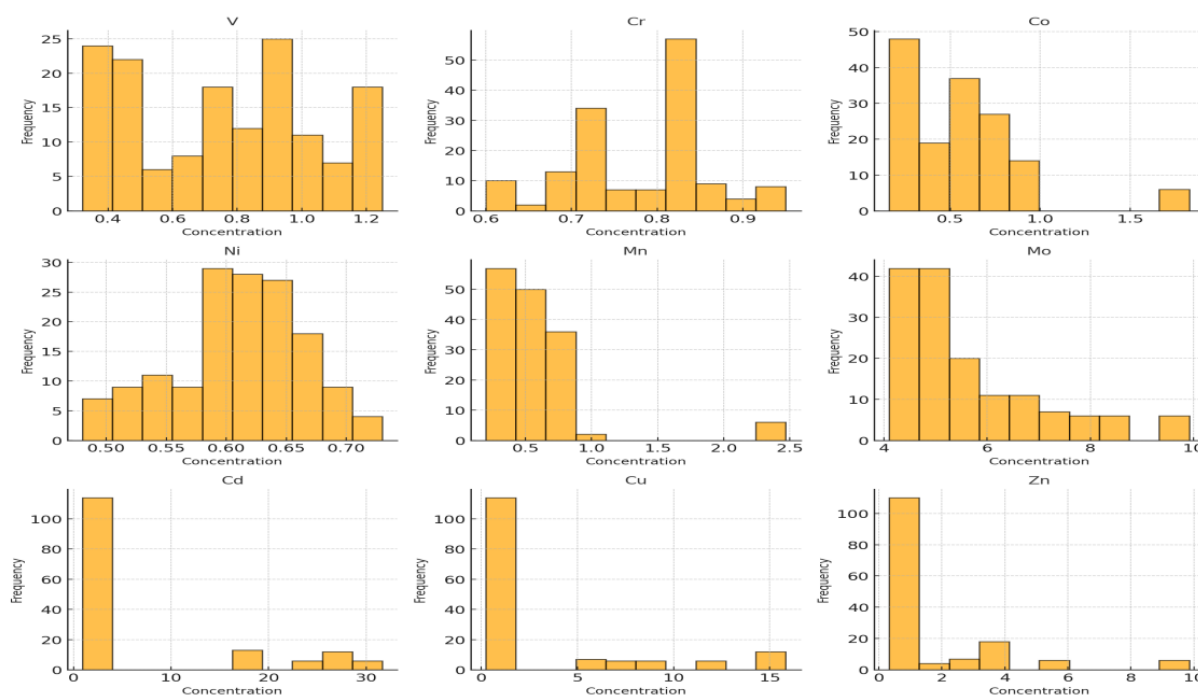 V
Frequency
25
20
15
10
5
0
0.4 0.6 0.8 1.0 1.2
Concentration
Cr
Frequency
50
40
30
20
10
0
0.6 0.7 0.8 0.9
Concentration
Co
Frequency
50
40
30
20
10
0
0.5 1.0 1.5
Concentration
Ni
Frequency
30
25
20
15
10
5
0
0.50 0.55 0.60 0.65 0.70
Concentration
Mn
Frequency
50
40
30
20
10
0
0.5 1.0 1.5 2.0 2.5
Concentration
Mo
Frequency
40
30
20
10
0
4 6 8 10
Concentration
Cd
Frequency
100
80
60
40
20
0
0 10 20 30
Concentration
Cu
Frequency
100
80
60
40
20
0
0 5 10 15
Concentration
Zn
Frequency
100
80
60
40
20
0
0 2 4 6 8 10
Concentration